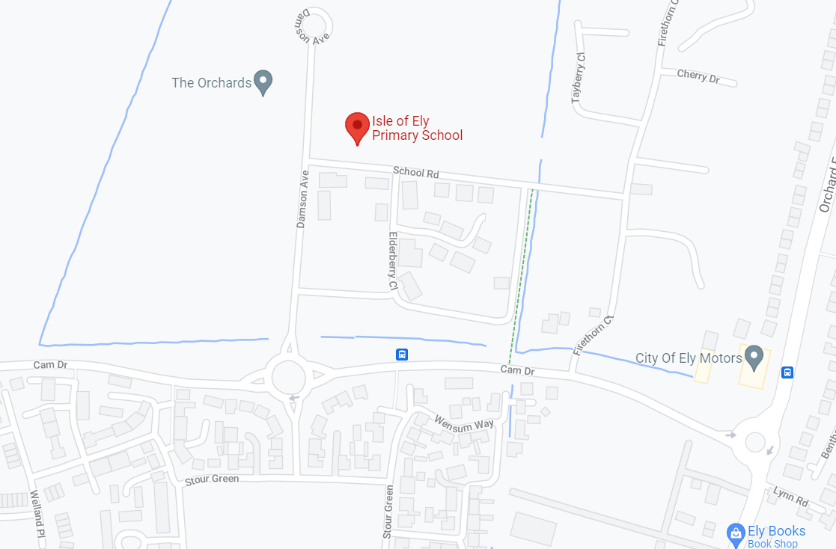 Damson Ave
The Orchards
Isle of Ely
Primary School
Tayberry Cl
Firethorn Cl
Cherry Dr
School Rd
Damson Ave
Elderberry Cl
Firethorn Cl
City Of Ely Motors
Cam Dr
Cam Dr
Wensum Way
Stour Green
Stour Green
Welland Pl
Lynn Rd
Ely Books
Book Shop